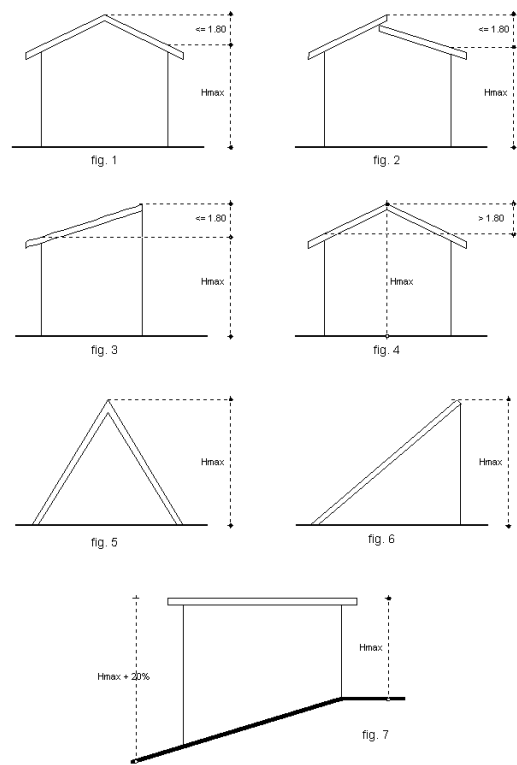 <= 1.80
Hmax
fig. 1
<= 1.80
Hmax
fig. 2
<= 1.80
Hmax
fig. 3
> 1.80
Hmax
fig. 4
Hmax
fig. 5
Hmax
fig. 6
Hmax + 20%
Hmax
fig. 7